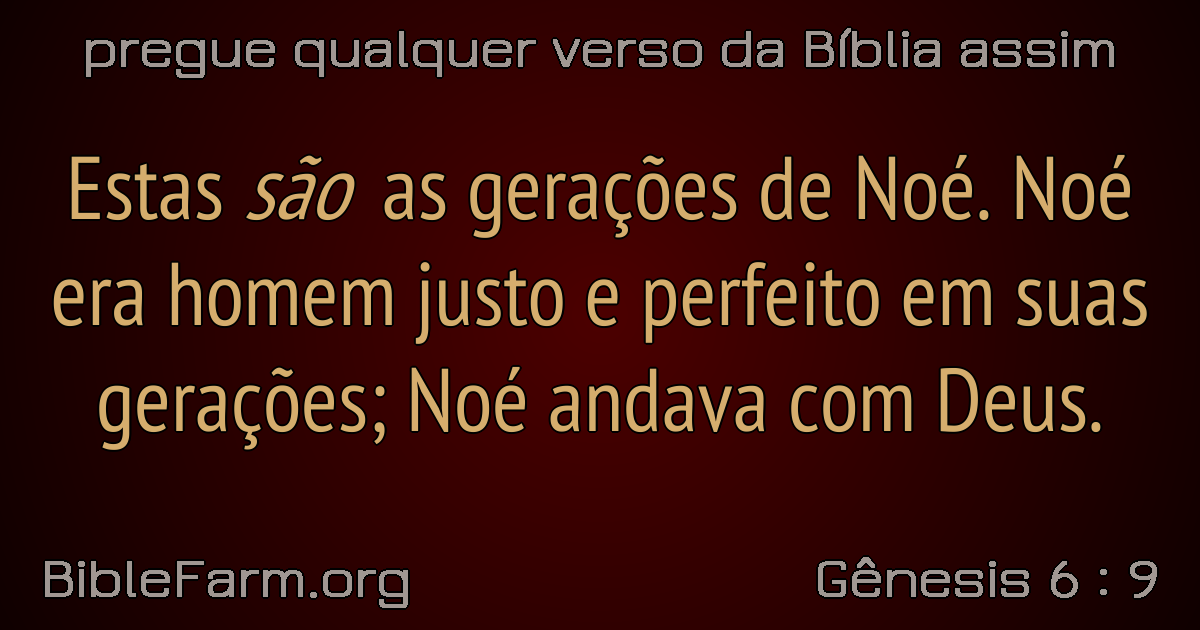 pregue qualquer verso da Bíblia assim
Estas são as gerações de Noé. Noé
era homem justo e perfeito em suas
gerações; Noé andava com Deus.
BibleFarm.org
Gênesis 6 : 9